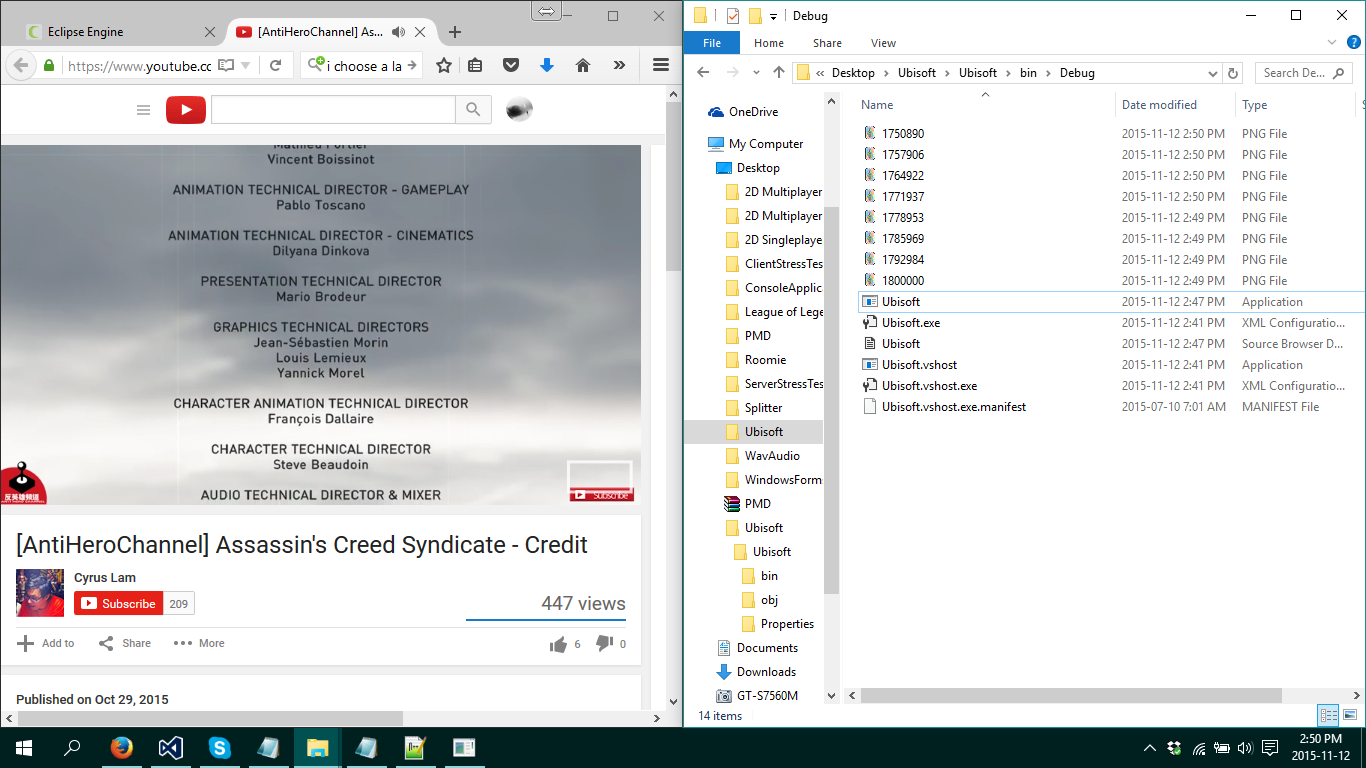 Eclipse Engine
[AntiHeroChannel] As...
https://www.youtube.co
i choose a la
Mathieu Fortier
Vincent Boissinot
ANIMATION TECHNICAL DIRECTOR - GAMEPLAY
Pablo Toscano
ANIMATION TECHNICAL DIRECTOR - CINEMATICS
Dilyana Dinkova
PRESENTATION TECHNICAL DIRECTOR
Mario Brodeur
GRAPHICS TECHNICAL DIRECTORS
Jean-Sébastien Morin
Louis Lemieux
Yannick Morel
CHARACTER ANIMATION TECHNICAL DIRECTOR
François Dallaire
CHARACTER TECHNICAL DIRECTOR
Steve Beaudoin
AUDIO TECHNICAL DIRECTOR & MIXER
反英雄頻道
Subscribe
[AntiHeroChannel] Assassin's Creed Syndicate - Credit
Cyrus Lam
Subscribe 209
447 views
Add to Share More 6 0
Published on Oct 29, 2015
Debug
File Home Share View
« Desktop Ubisoft Ubisoft bin Debug
Search De...
OneDrive
My Computer
Desktop
2D Multiplayer
2D Multiplayer
2D Singleplaye
ClientStressTes
ConsoleApplic
League of Lege
PMD
Roomie
ServerStressTes
Splitter
Ubisoft
WavAudio
WindowsForm
PMD
Ubisoft
Ubisoft
bin
obj
Properties
Documents
Downloads
GT-S7560M
Name Date modified Type
1750890 2015-11-12 2:50 PM PNG File
1757906 2015-11-12 2:50 PM PNG File
1764922 2015-11-12 2:50 PM PNG File
1771937 2015-11-12 2:50 PM PNG File
1778953 2015-11-12 2:49 PM PNG File
1785969 2015-11-12 2:49 PM PNG File
1792984 2015-11-12 2:49 PM PNG File
1800000 2015-11-12 2:49 PM PNG File
Ubisoft 2015-11-12 2:47 PM Application
Ubisoft.exe 2015-11-12 2:41 PM XML Configuratio...
Ubisoft 2015-11-12 2:47 PM Source Browser D...
Ubisoft.vshost 2015-11-12 2:41 PM Application
Ubisoft.vshost.exe 2015-11-12 2:41 PM XML Configuratio...
Ubisoft.vshost.exe.manifest 2015-07-10 7:01 AM MANIFEST File
14 items
2:50 PM
2015-11-12